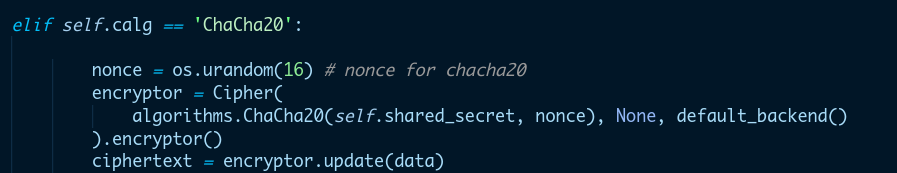 elif self.calg == 'ChaCha20':
nonce = os.urandom(16) # nonce for chacha20
encryptor = Cipher(
algorithms.ChaCha20(self.shared_secret, nonce), None, default_backend()
).encryptor()
ciphertext = encryptor.update(data)